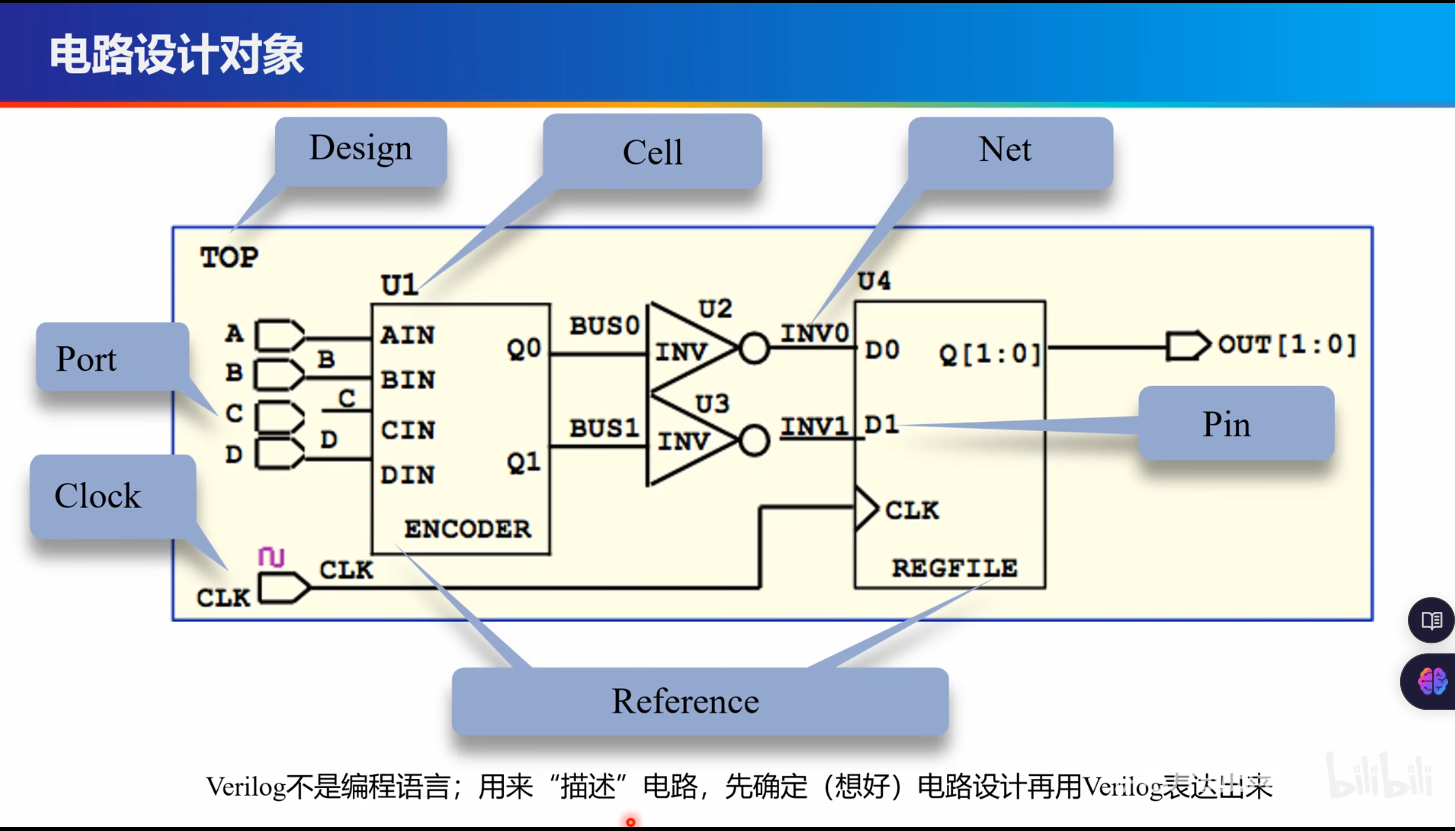 电路设计对象
Design
Cell
Net
TOP
U1
U4
A
AIN
BUS0
U2
INV0
Port
B
B
BIN
Q0
INV
D0
Q[1:0]
OUT[1:0]
C
C
CIN
BUS1
U3
INV1
D1
Pin
D
D
DIN
Q1
INV
Clock
ENCODER
CLK
CLK
CLK
REGFILE
Reference
Verilog不是编程语言；用来“描述”电路，先确定（想好）电路设计再用Verilog表达出来
bilibili